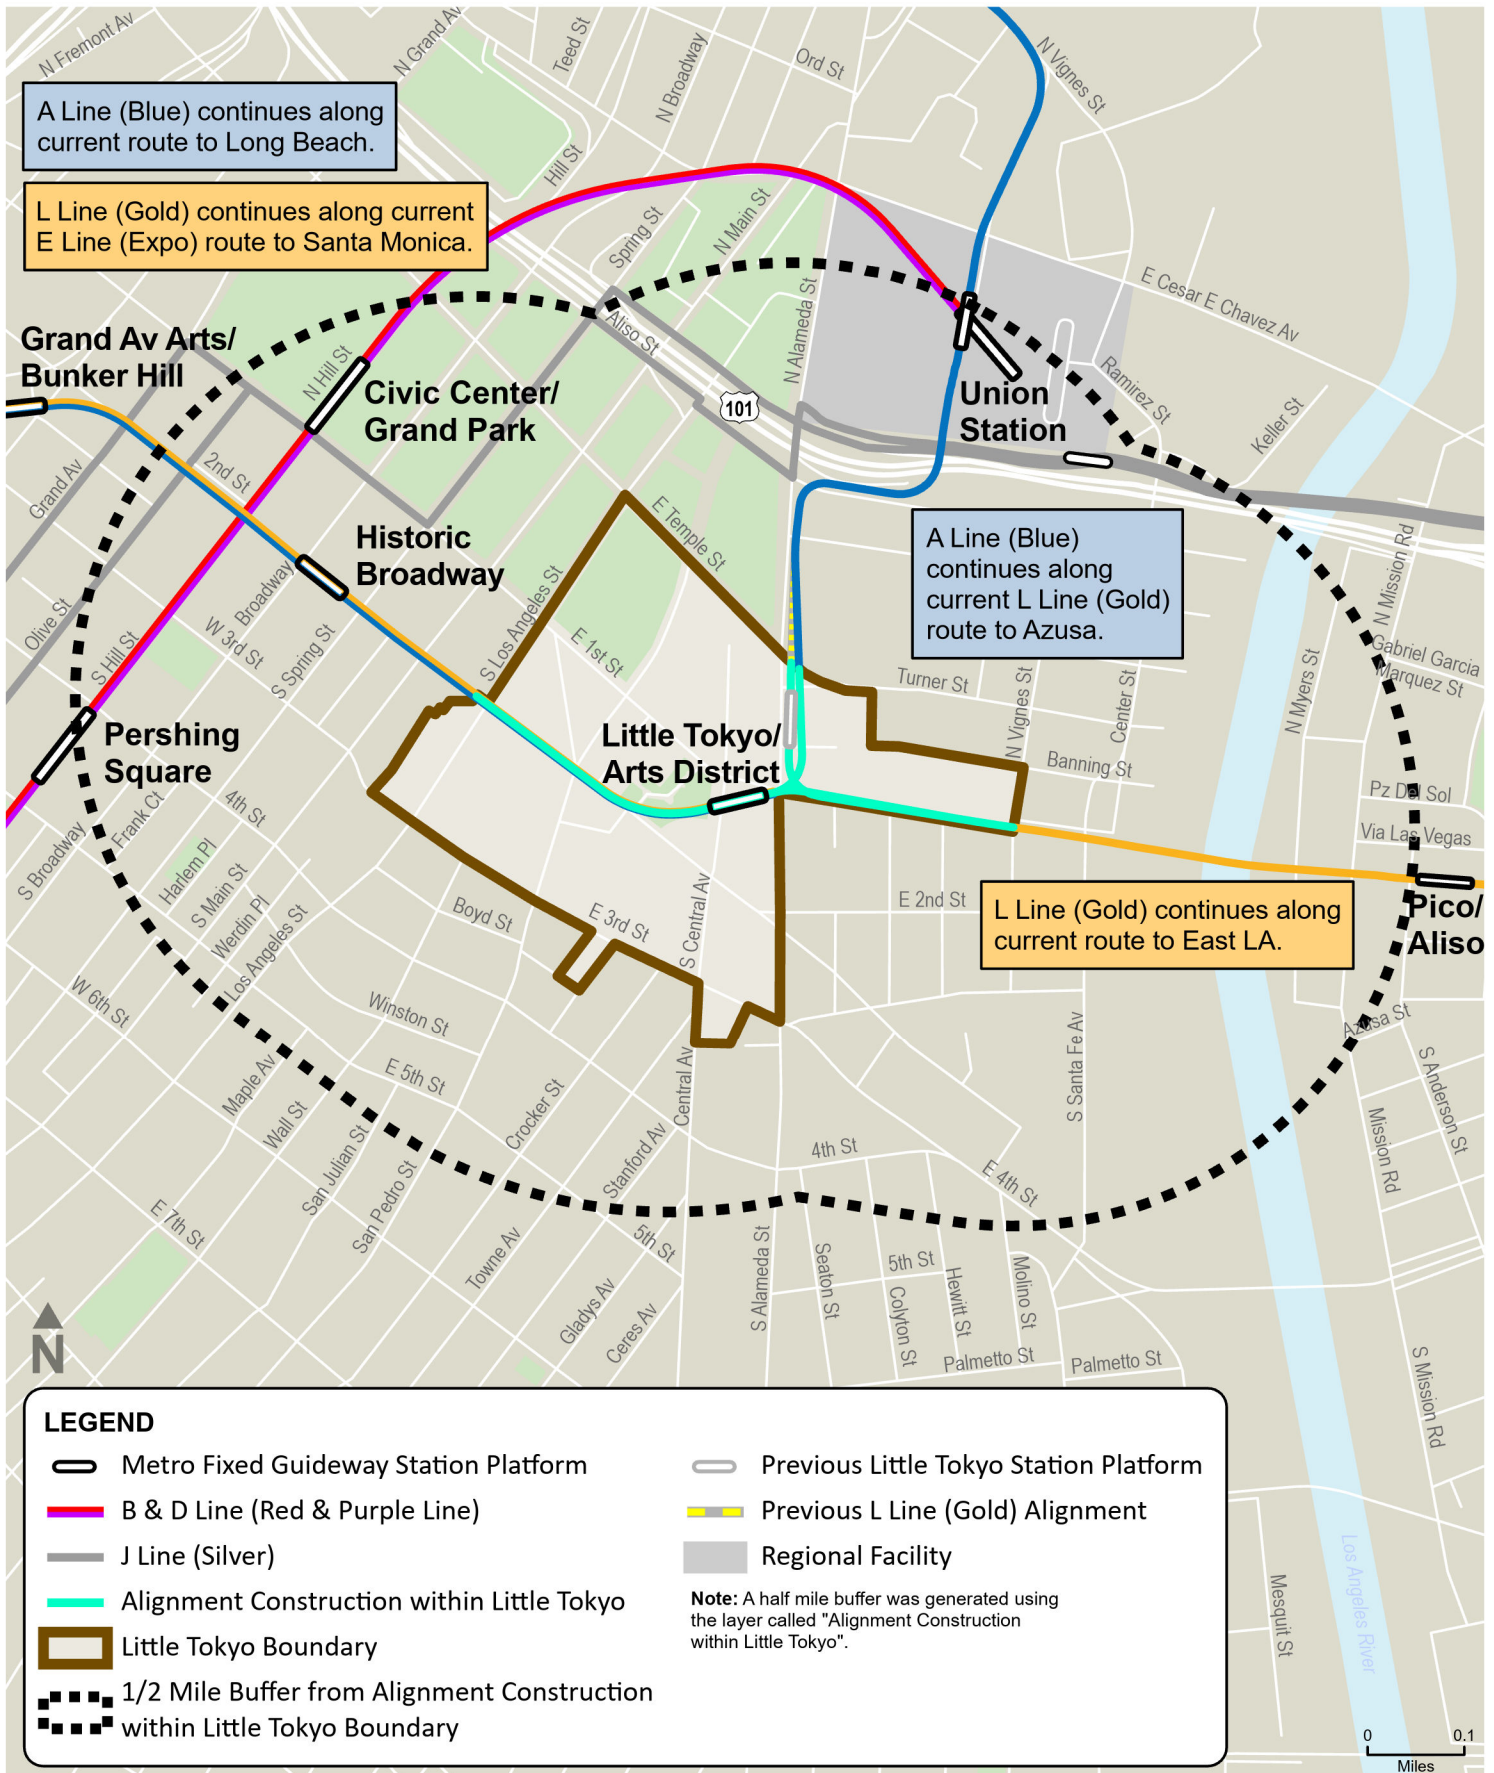 N Fremont Av
N Grand Av
Teed St
N Broadway
Ord St
N Vignes St
A Line (Blue) continues along
current route to Long Beach.
Hill St
L Line (Gold) continues along current
E Line (Expo) route to Santa Monica.
Spring St
N Main St
N Alameda St
E Cesar E Chavez Av
Aliso St
Grand Av Arts/
Bunker Hill
N Hill St
Civic Center/
Grand Park
101
Union
Station
Ramirez St
Keller St
Grand Av
2nd St
Historic
Broadway
E Temple St
A Line (Blue)
continues along
current L Line (Gold)
route to Azusa.
N Mission Rd
Olive St
S Hill St
Broadway
W 3rd St
S Spring St
S Los Angeles St
E 1st St
Turner St
N Vignes St
Center St
N Myers St
Gabriel Garcia
Marquez St
Pershing
Square
Little Tokyo/
Arts District
Banning St
Pz Del Sol
Via Las Vegas
S Broadway
Frank Ct
4th St
Harlem Pl
S Main St
Werdin Pl
Los Angeles St
Boyd St
E 3rd St
S Central Av
E 2nd St
L Line (Gold) continues along
current route to East LA.
Pico/
Aliso
W 6th St
Winston St
E 5th St
Maple Av
Wall St
San Julian St
San Pedro St
Crocker St
Stanford Av
Central Av
S Santa Fe Av
Azusa St
S Anderson St
Mission Rd
4th St
E 4th St
E 7th St
Towne Av
5th St
Gladys Av
Ceres Av
S Alameda St
Seaton St
5th St
Colyton St
Hewitt St
Molino St
Palmetto St
Palmetto St
S Mission Rd
N
LEGEND
Metro Fixed Guideway Station Platform
B & D Line (Red & Purple Line)
J Line (Silver)
Alignment Construction within Little Tokyo
Little Tokyo Boundary
1/2 Mile Buffer from Alignment Construction
within Little Tokyo Boundary
Previous Little Tokyo Station Platform
Previous L Line (Gold) Alignment
Regional Facility
Note: A half mile buffer was generated using
the layer called "Alignment Construction
within Little Tokyo".
Mesquit St
Los Angeles River
0 0.1
Miles